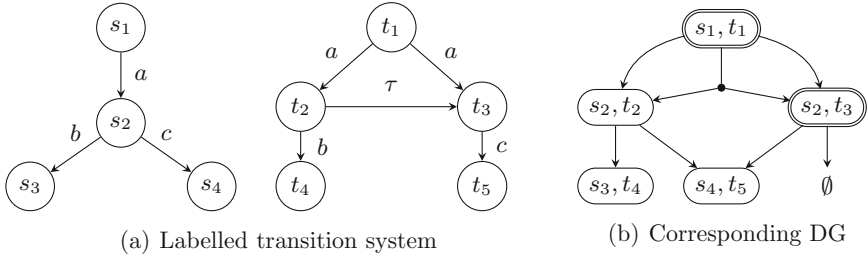 s₁
a
s₂
b
c
s₃
s₄
t₁
a
a
τ
t₂
t₃
b
c
t₄
t₅
(a) Labelled transition system
s₁, t₁
s₂, t₂
s₂, t₃
s₃, t₄
s₄, t₅
∅
(b) Corresponding DG